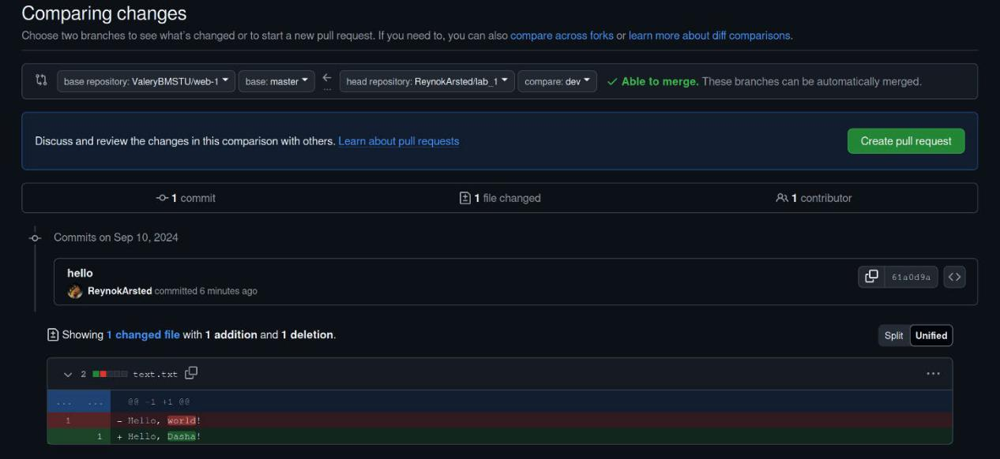 Comparing changes
Choose two branches to see what's changed or to start a new pull request. If you need to, you can also compare across forks or learn more about diff comparisons.
base repository: ValeryBMSTU/web-1 base: master ← ... head repository: ReynokArsted/lab_1 compare: dev ✓ Able to merge. These branches can be automatically merged.
Discuss and review the changes in this comparison with others. Learn about pull requests Create pull request
1 commit 1 file changed 1 contributor
Commits on Sep 10, 2024
hello
ReynokArsted committed 6 minutes ago 61a0d9a <>
Showing 1 changed file with 1 addition and 1 deletion. Split Unified
2 text.txt ...
... ... @@ -1 +1 @@
1 - Hello, world!
1 + Hello, Dasha!